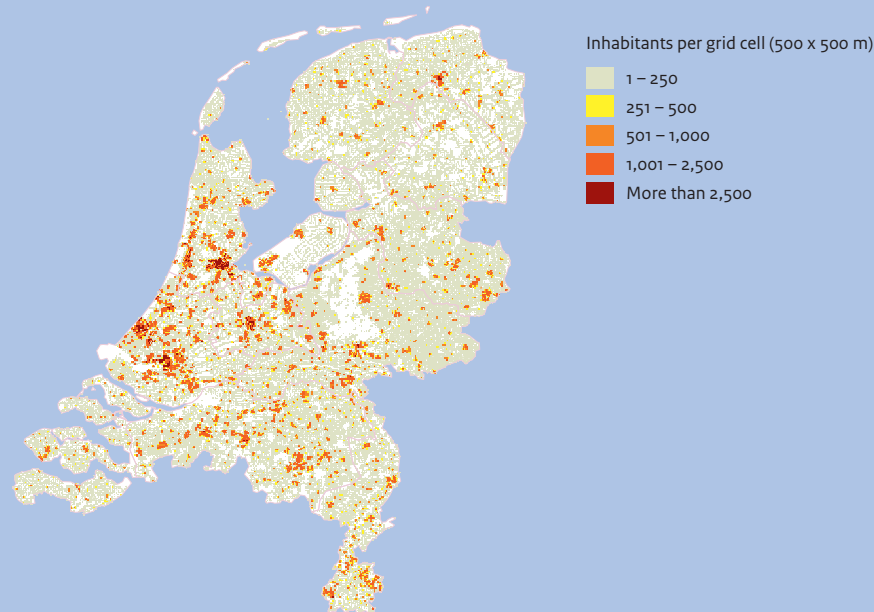 Inhabitants per grid cell (500 x 500 m)
1 – 250
251 – 500
501 – 1,000
1,001 – 2,500
More than 2,500